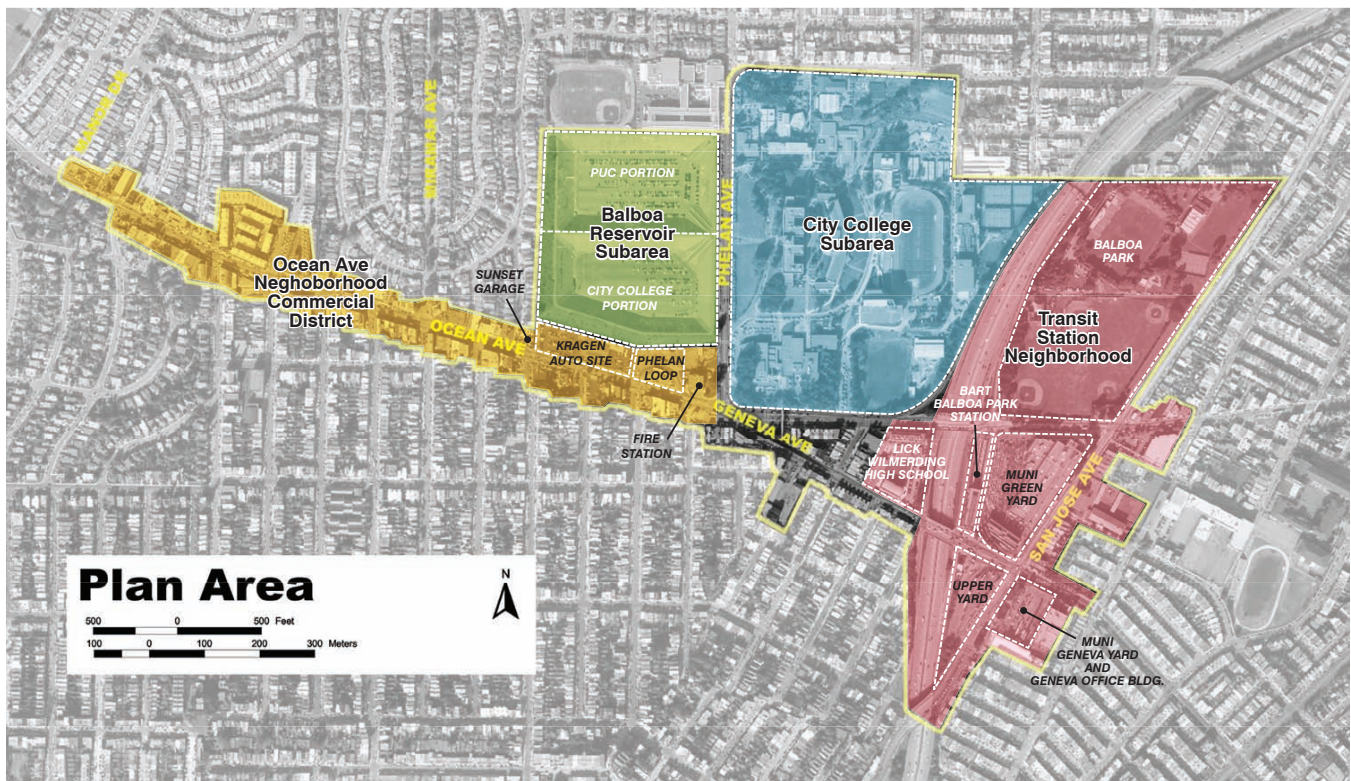 MANOR DR
MIRAMAR AVE
PUC PORTION
Balboa
Reservoir
Subarea
CITY COLLEGE
PORTION
PHELAN AVE
City College
Subarea
BALBOA
PARK
Transit
Station
Neighborhood
Ocean Ave
Neghoborhood
Commercial
District
SUNSET
GARAGE
OCEAN AVE
KRAGEN
AUTO SITE
PHELAN
LOOP
FIRE
STATION
GENEVA AVE
BART
BALBOA PARK
STATION
LICK
WILMERDING
HIGH SCHOOL
MUNI
GREEN
YARD
SAN JOSE AVE
UPPER
YARD
MUNI
GENEVA YARD
AND
GENEVA OFFICE BLDG.
Plan Area
N
500 0 500 Feet
100 0 100 200 300 Meters